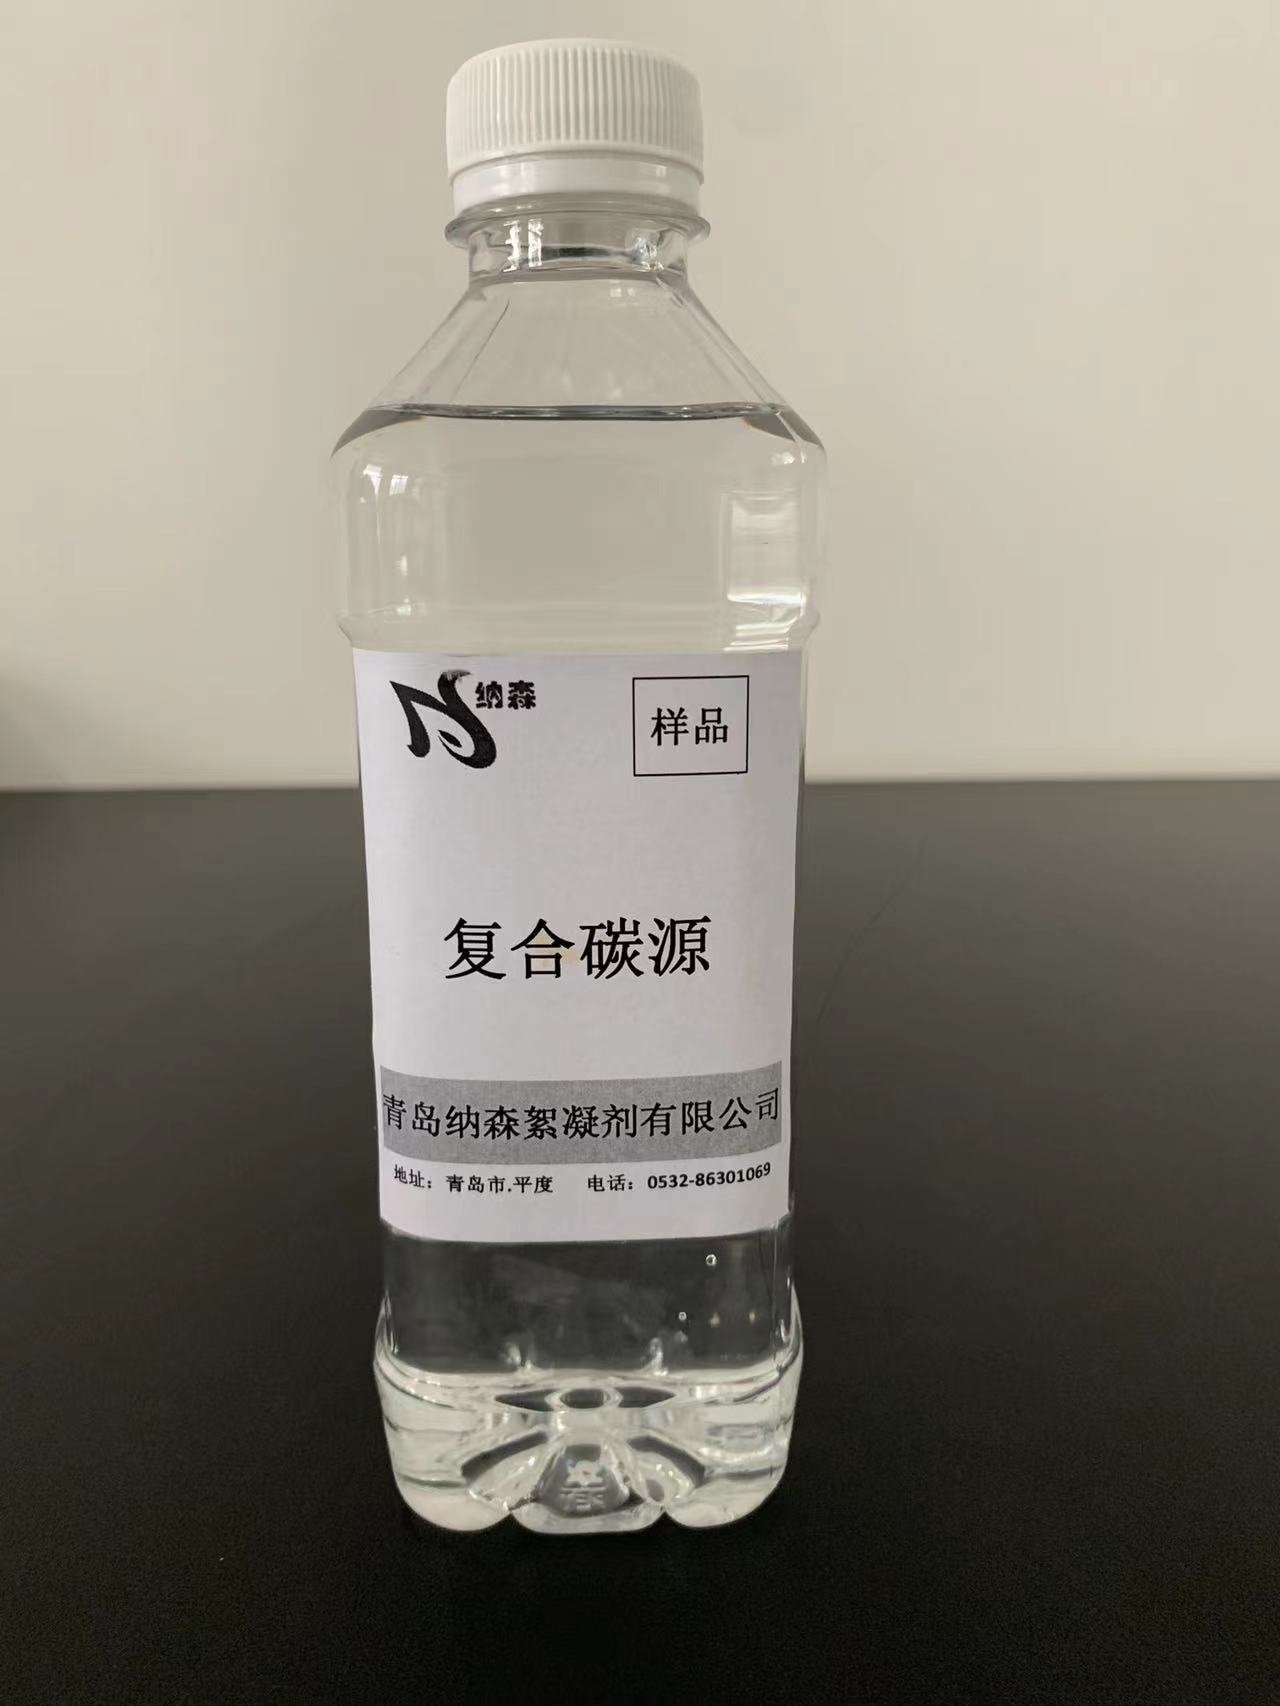 纳森
样品
复合碳源
青岛纳森絮凝剂有限公司
地址：青岛市.平度 电话：0532-86301069